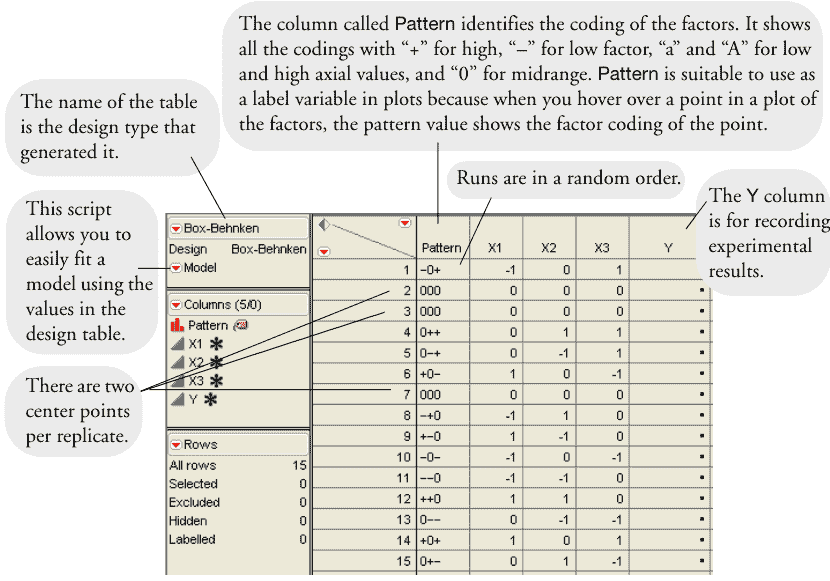 The column called Pattern identifies the coding of the factors. It shows
all the codings with “+” for high, “–” for low factor, “a” and “A” for low
and high axial values, and “0” for midrange. Pattern is suitable to use as
a label variable in plots because when you hover over a point in a plot of
the factors, the pattern value shows the factor coding of the point.
The name of the table
is the design type that
generated it.
Runs are in a random order.
The Y column
is for recording
experimental
results.
This script
allows you to
easily fit a
model using the
values in the
design table.
There are two
center points
per replicate.
Box-Behnken
Design Box-Behnken
Model
Columns (5/0)
Pattern
X1
X2
X3
Y
Rows
All rows 15
Selected 0
Excluded 0
Hidden 0
Labelled 0
Pattern X1 X2 X3 Y
1 −0+ -1 0 1
2 000 0 0 0 •
3 000 0 0 0 •
4 0++ 0 1 1 •
5 0−+ 0 -1 1 •
6 +0− 1 0 -1 •
7 000 0 0 0 •
8 −+0 -1 1 0 •
9 +−0 1 -1 0 •
10 −0− -1 0 -1 •
11 −−0 -1 -1 0 •
12 ++0 1 1 0 •
13 0−− 0 -1 -1 •
14 +0+ 1 0 1 •
15 0+− 0 1 -1 •